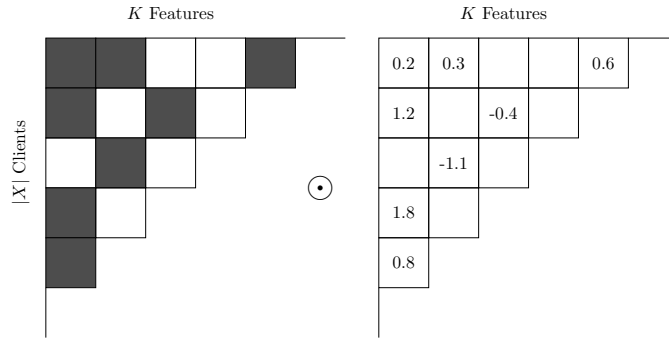 K Features
K Features
|X| Clients
0.2 0.3 0.6
1.2 -0.4
-1.1
1.8
0.8